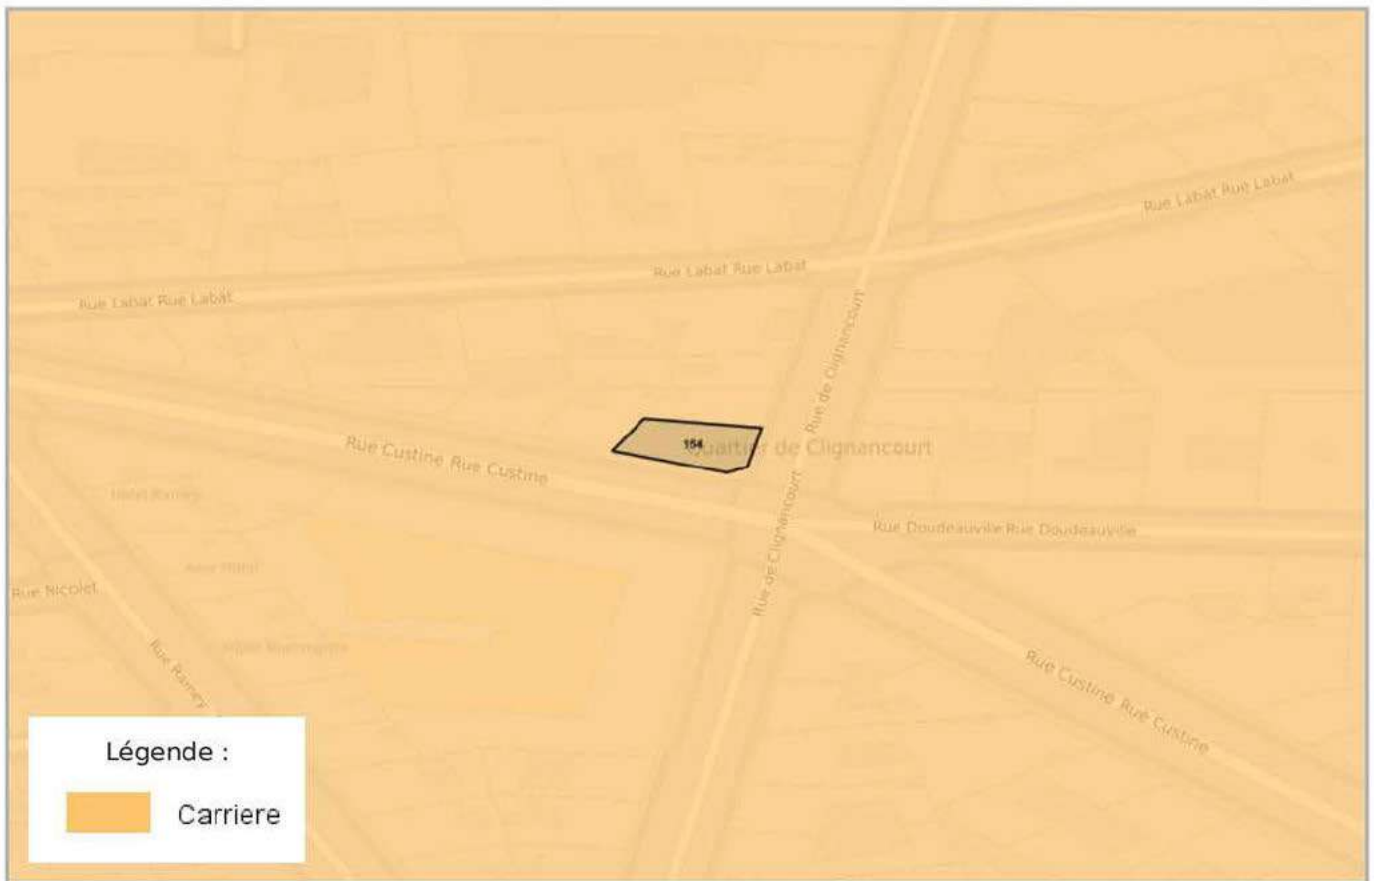 Rue Labat Rue Labat
Rue Labat Rue Labat
Rue Labat Rue Labat
Rue de Clignancourt
154
Quartier de Clignancourt
Rue Custine Rue Custine
Hotel Ramey
Rue Doudeauville Rue Doudeauville
Rue de Clignancourt
Rue Nicolet
Rue Ramey
Rue Custine Rue Custine
Légende :
Carriere